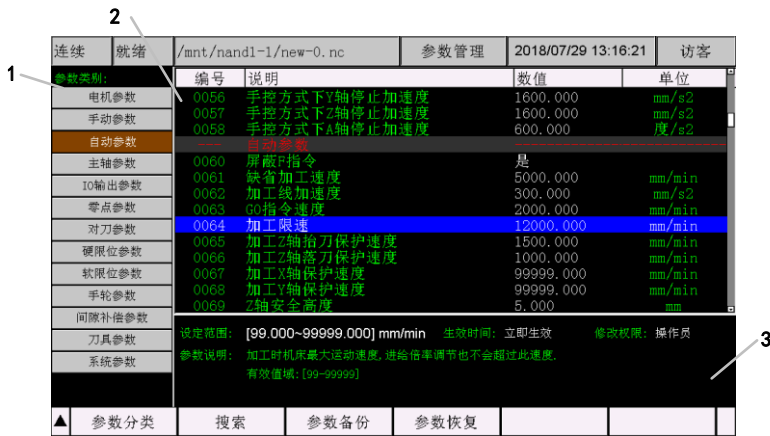 2
1
连续 就绪 /mnt/nand1-1/new-0.nc 参数管理 2018/07/29 13:16:21 访客
参数类别:
电机参数
手动参数
自动参数
主轴参数
IO输出参数
零点参数
对刀参数
硬限位参数
软限位参数
手轮参数
间隙补偿参数
刀具参数
系统参数
编号 说明 数值 单位
0056 手控方式下Y轴停止加速度 1600.000 mm/s2
0057 手控方式下Z轴停止加速度 1600.000 mm/s2
0058 手控方式下A轴停止加速度 600.000 度/s2
---- 自动参数 ----
0060 屏蔽F指令 是
0061 缺省加工速度 5000.000 mm/min
0062 加工线加速度 300.000 mm/s2
0063 G0指令速度 2000.000 mm/min
0064 加工限速 12000.000 mm/min
0065 加工Z轴抬刀保护速度 1500.000 mm/min
0066 加工Z轴落刀保护速度 1000.000 mm/min
0067 加工X轴保护速度 99999.000 mm/min
0068 加工Y轴保护速度 99999.000 mm/min
0069 Z轴安全高度 5.000 mm
设定范围: [99.000~99999.000] mm/min 生效时间: 立即生效 修改权限: 操作员
参数说明: 加工时机床最大运动速度,进给倍率调节也不会超过此速度.
有效值域:[99-99999]
3
▲ 参数分类 搜索 参数备份 参数恢复